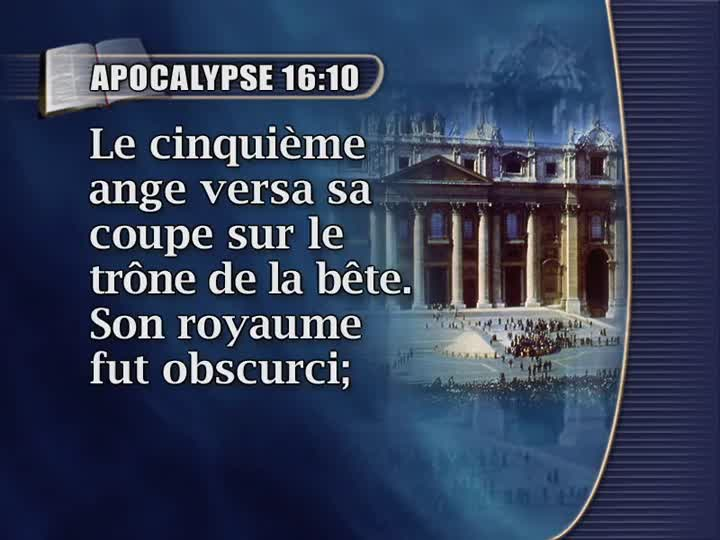 APOCALYPSE 16:10
Le cinquième
ange versa sa
coupe sur le
trône de la bête.
Son royaume
fut obscurci;